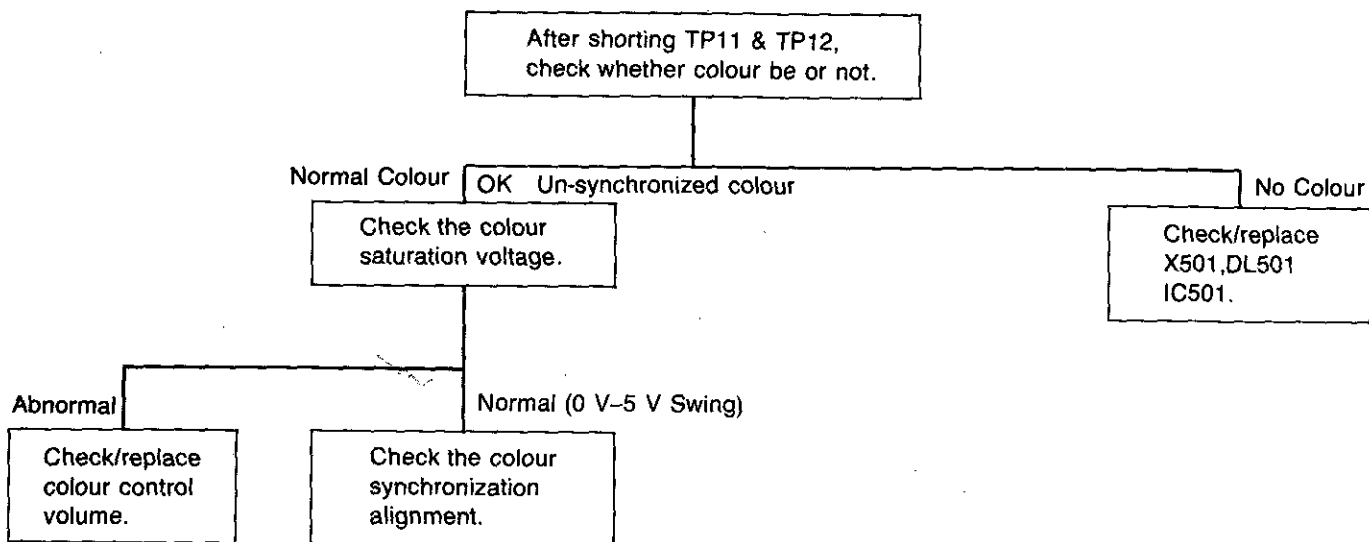 After shorting TP11 & TP12,
check whether colour be or not.
Normal Colour OK Un-synchronized colour
No Colour
Check the colour
saturation voltage.
Check/replace
X501,DL501
IC501.
Abnormal
Normal (0 V–5 V Swing)
Check/replace
colour control
volume.
Check the colour
synchronization
alignment.